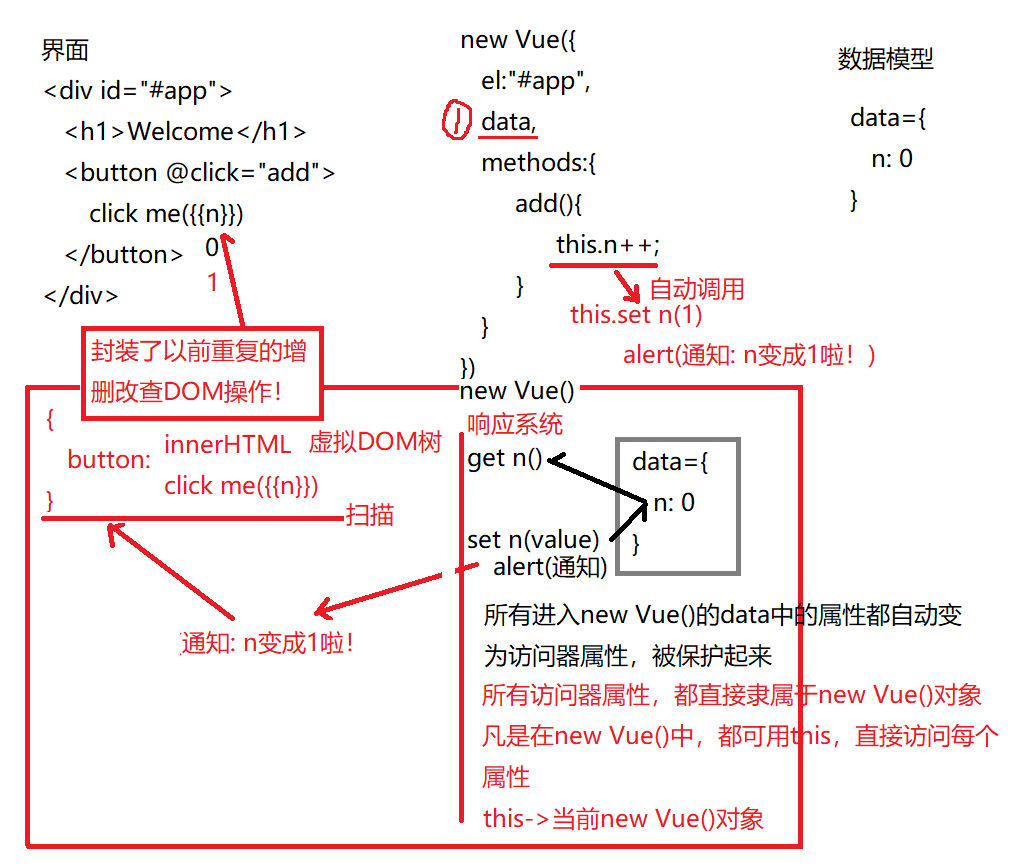 界面
<div id="#app">
<h1>Welcome</h1>
<button @click="add">
click me({{n}})
</button>
0
1
</div>
new Vue({
el:"#app",
1
data,
methods:{
add(){
this.n++;
}
自动调用
this.set n(1)
}
alert(通知: n变成1啦！)
})
数据模型
data={
n: 0
}
封装了以前重复的增
删改查DOM操作！
new Vue()
{
button:
innerHTML 虚拟DOM树
click me({{n}})
}
扫描
通知: n变成1啦！
响应系统
get n()
set n(value)
alert(通知)
data={
n: 0
}
所有进入new Vue()的data中的属性都自动变
为访问器属性，被保护起来
所有访问器属性，都直接隶属于new Vue()对象
凡是在new Vue()中，都可用this，直接访问每个
属性
this->当前new Vue()对象